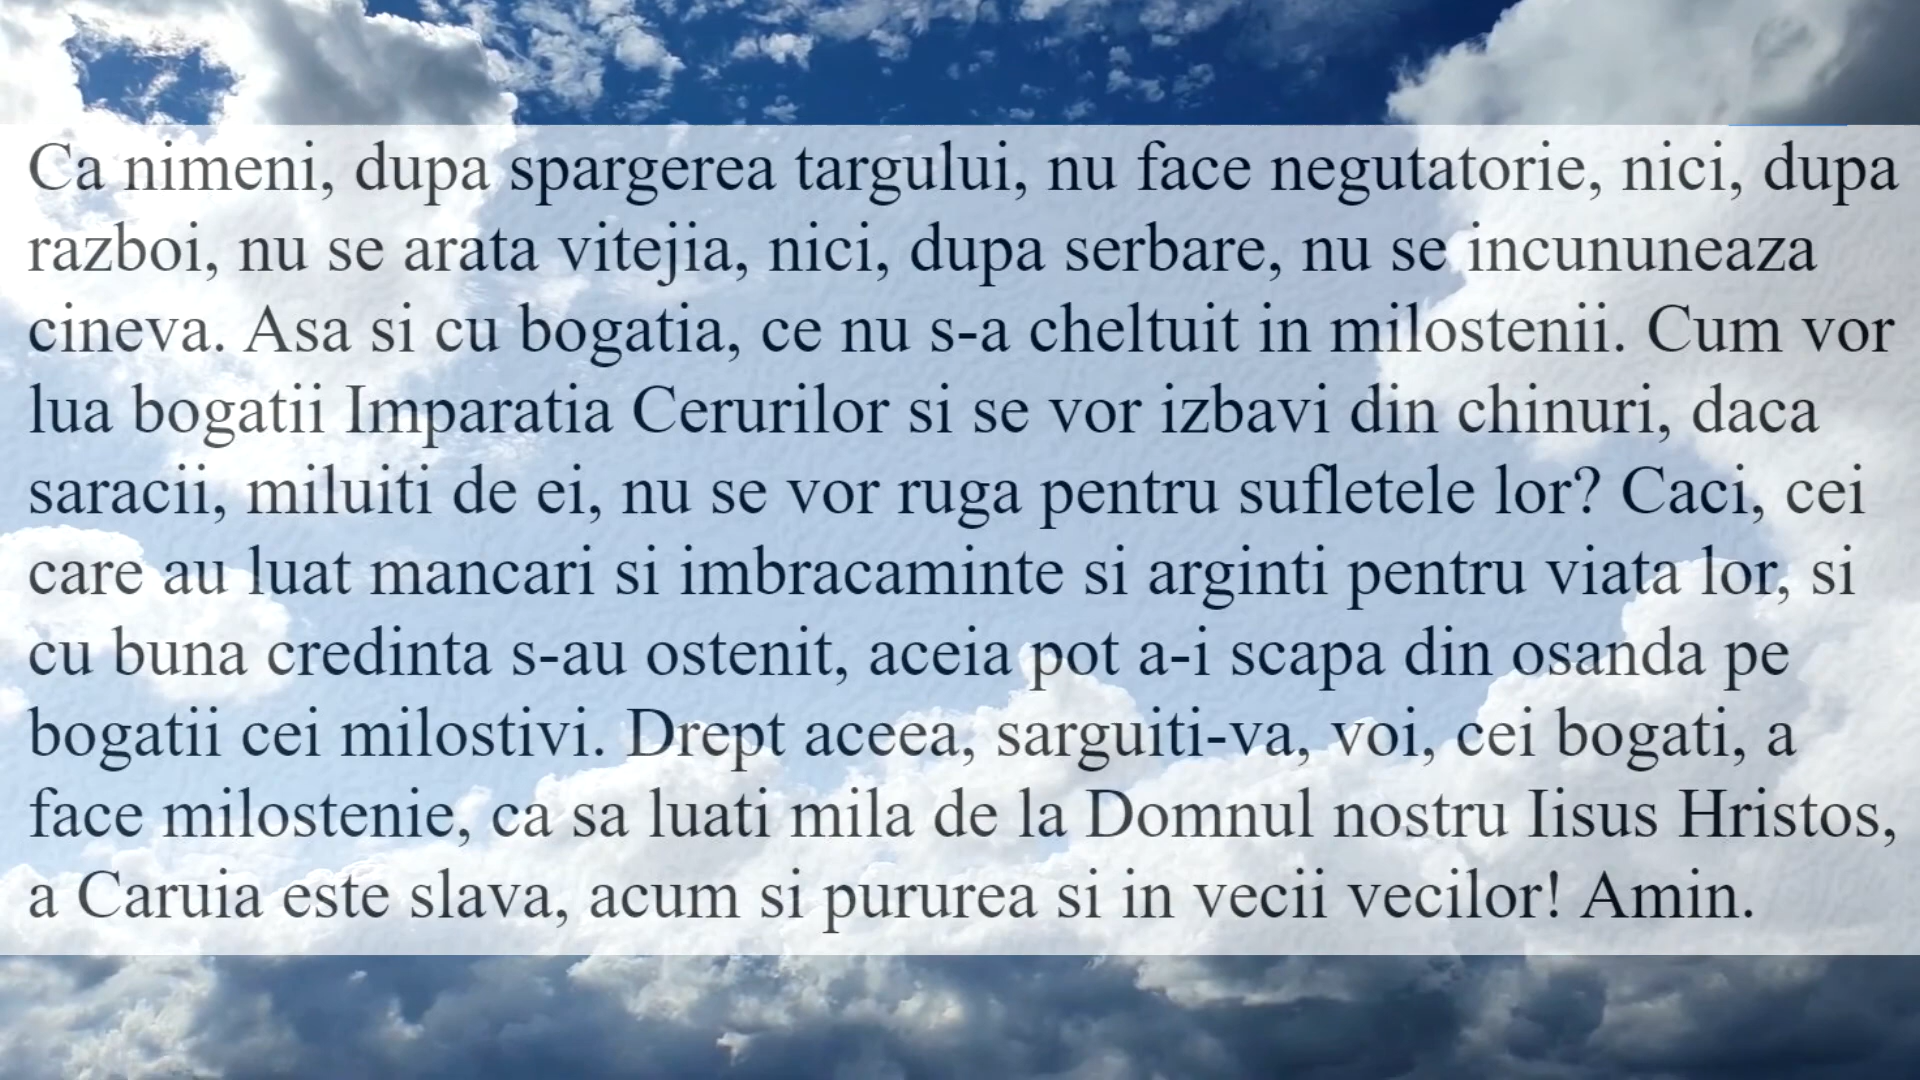 Ca nimeni, dupa spargerea targului, nu face negutatorie, nici, dupa
razboi, nu se arata vitejia, nici, dupa serbare, nu se incununeaza
cineva. Asa si cu bogatia, ce nu s-a cheltuit in milostenii. Cum vor
lua bogatii Imparatia Cerurilor si se vor izbavi din chinuri, daca
saracii, miluiti de ei, nu se vor ruga pentru sufletele lor? Caci, cei
care au luat mancari si imbracaminte si arginti pentru viata lor, si
cu buna credinta s-au ostenit, aceia pot a-i scapa din osanda pe
bogatii cei milostivi. Drept aceea, sarguiti-va, voi, cei bogati, a
face milostenie, ca sa luati mila de la Domnul nostru Iisus Hristos,
a Caruia este slava, acum si pururea si in vecii vecilor! Amin.